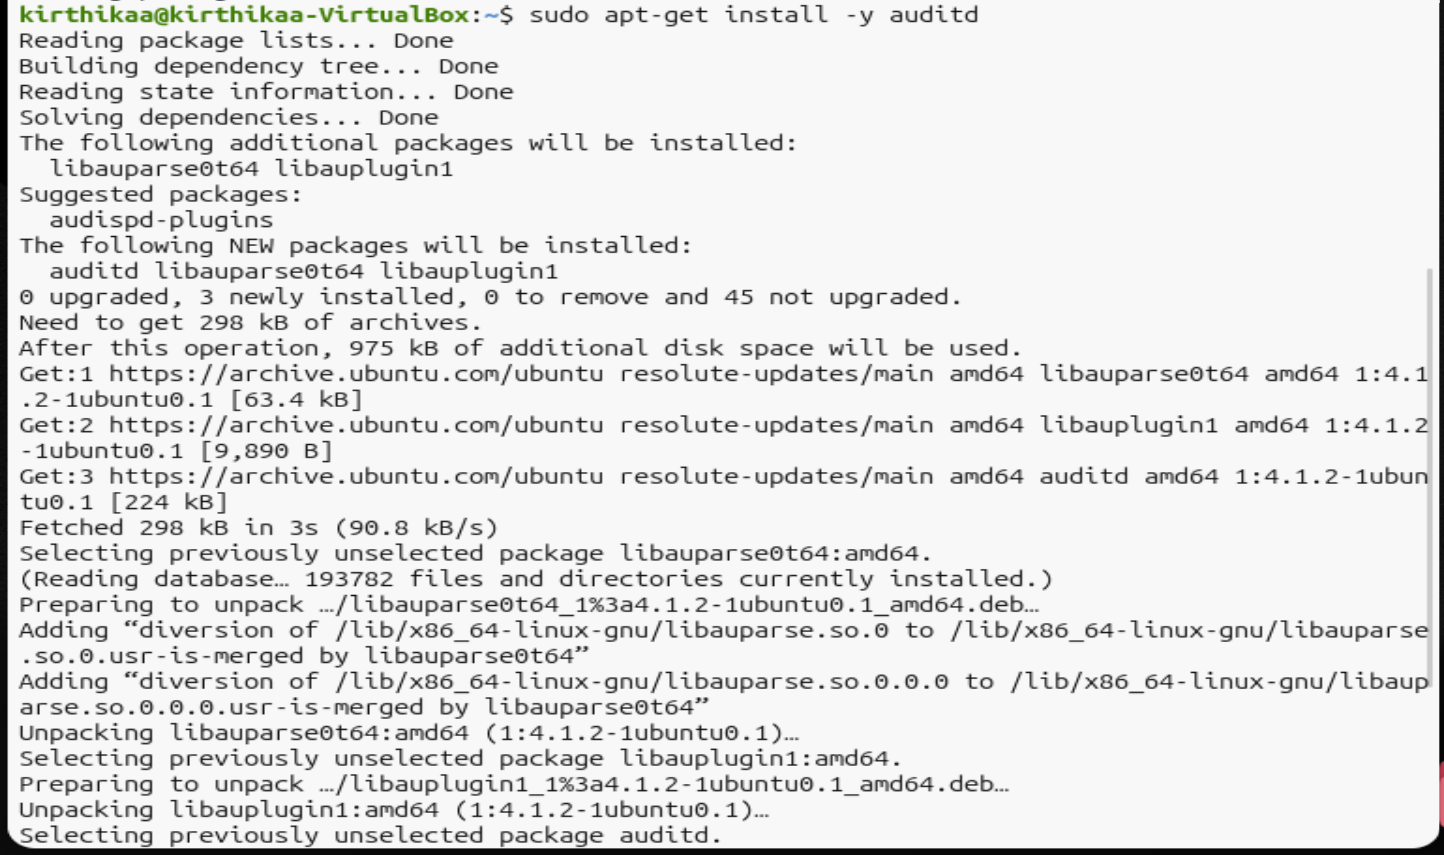 kirthikaa@kirthikaa-VirtualBox:~$ sudo apt-get install -y auditd
Reading package lists... Done
Building dependency tree... Done
Reading state information... Done
Solving dependencies... Done
The following additional packages will be installed:
  libauparse0t64 libauplugin1
Suggested packages:
  audispd-plugins
The following NEW packages will be installed:
  auditd libauparse0t64 libauplugin1
0 upgraded, 3 newly installed, 0 to remove and 45 not upgraded.
Need to get 298 kB of archives.
After this operation, 975 kB of additional disk space will be used.
Get:1 https://archive.ubuntu.com/ubuntu resolute-updates/main amd64 libauparse0t64 amd64 1:4.1
.2-1ubuntu0.1 [63.4 kB]
Get:2 https://archive.ubuntu.com/ubuntu resolute-updates/main amd64 libauplugin1 amd64 1:4.1.2
-1ubuntu0.1 [9,890 B]
Get:3 https://archive.ubuntu.com/ubuntu resolute-updates/main amd64 auditd amd64 1:4.1.2-1ubun
tu0.1 [224 kB]
Fetched 298 kB in 3s (90.8 kB/s)
Selecting previously unselected package libauparse0t64:amd64.
(Reading database… 193782 files and directories currently installed.)
Preparing to unpack …/libauparse0t64_1%3a4.1.2-1ubuntu0.1_amd64.deb…
Adding “diversion of /lib/x86_64-linux-gnu/libauparse.so.0 to /lib/x86_64-linux-gnu/libauparse
.so.0.usr-is-merged by libauparse0t64”
Adding “diversion of /lib/x86_64-linux-gnu/libauparse.so.0.0.0 to /lib/x86_64-linux-gnu/libaup
arse.so.0.0.0.usr-is-merged by libauparse0t64”
Unpacking libauparse0t64:amd64 (1:4.1.2-1ubuntu0.1)…
Selecting previously unselected package libauplugin1:amd64.
Preparing to unpack …/libauplugin1_1%3a4.1.2-1ubuntu0.1_amd64.deb…
Unpacking libauplugin1:amd64 (1:4.1.2-1ubuntu0.1)…
Selecting previously unselected package auditd.